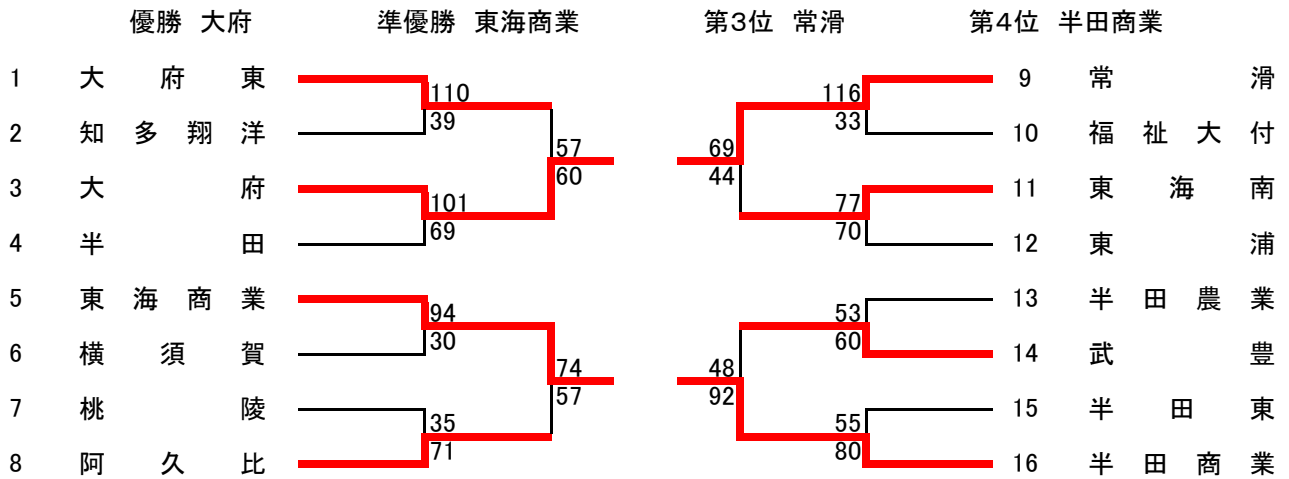 優勝 大府 準優勝 東海商業 第3位 常滑 第4位 半田商業
1 大府東 110 116 9 常滑
2 知多翔洋 39 33 10 福祉大付
57 69
60 44
3 大府 101 77 11 東海南
4 半田 69 70 12 東浦
5 東海商業 94 53 13 半田農業
6 横須賀 30 60 14 武豊
74 48
57 92
7 桃陵 35 55 15 半田東
8 阿久比 71 80 16 半田商業